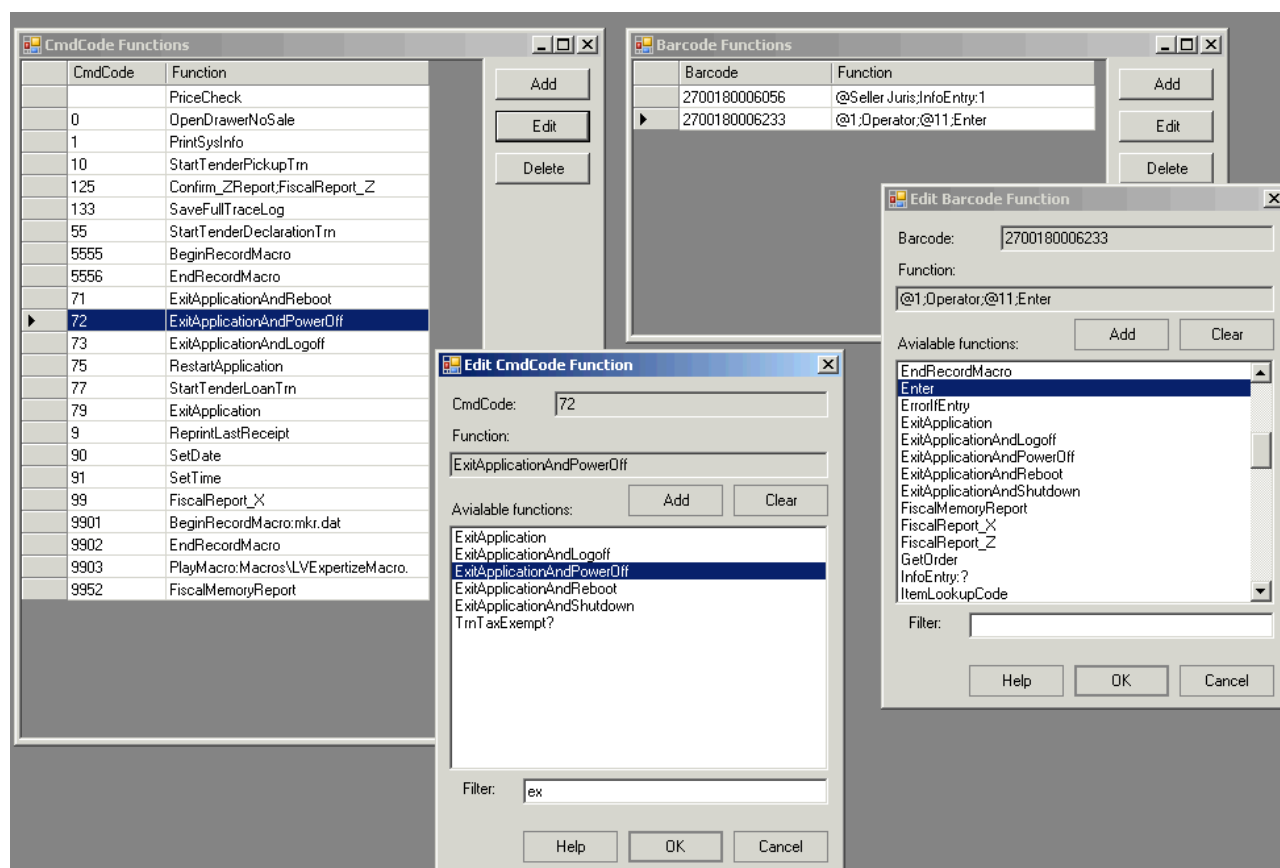 CmdCode Functions
CmdCode Function
PriceCheck
0 OpenDrawerNoSale
1 PrintSysInfo
10 StartTenderPickupTrn
125 Confirm_ZReport;FiscalReport_Z
133 SaveFullTraceLog
55 StartTenderDeclarationTrn
5555 BeginRecordMacro
5556 EndRecordMacro
71 ExitApplicationAndReboot
72 ExitApplicationAndPowerOff
73 ExitApplicationAndLogoff
75 RestartApplication
77 StartTenderLoanTrn
79 ExitApplication
9 ReprintLastReceipt
90 SetDate
91 SetTime
99 FiscalReport_X
9901 BeginRecordMacro:mkr.dat
9902 EndRecordMacro
9903 PlayMacro:Macros\LVExpertizeMacro.
9952 FiscalMemoryReport
Add
Edit
Delete
Barcode Functions
Barcode Function
2700180006056 @Seller Juris;InfoEntry:1
2700180006233 @1;Operator;@11;Enter
Add
Edit
Delete
Edit CmdCode Function
CmdCode: 72
Function:
ExitApplicationAndPowerOff
Avialable functions: Add Clear
ExitApplication
ExitApplicationAndLogoff
ExitApplicationAndPowerOff
ExitApplicationAndReboot
ExitApplicationAndShutdown
TrnTaxExempt?
Filter: ex
Help OK Cancel
Edit Barcode Function
Barcode: 2700180006233
Function:
@1;Operator;@11;Enter
Avialable functions: Add Clear
EndRecordMacro
Enter
ErrorIfEntry
ExitApplication
ExitApplicationAndLogoff
ExitApplicationAndPowerOff
ExitApplicationAndReboot
ExitApplicationAndShutdown
FiscalMemoryReport
FiscalReport_X
FiscalReport_Z
GetOrder
InfoEntry:?
ItemLookupCode
Filter:
Help OK Cancel